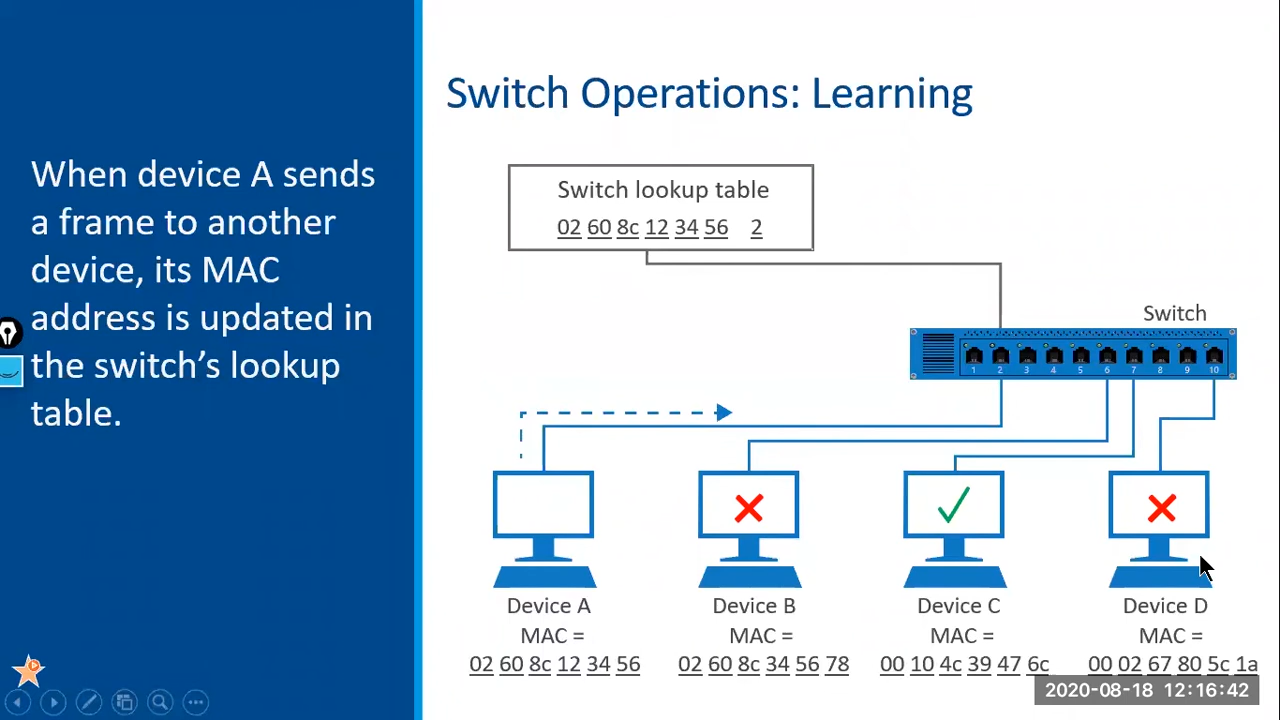 When device A sends
a frame to another
device, its MAC
address is updated in
the switch's lookup
table.
Switch Operations: Learning
Switch lookup table
02 60 8c 12 34 56 2
Switch
1 2 3 4 5 6 7 8 9 10
Device A
MAC =
02 60 8c 12 34 56
Device B
MAC =
02 60 8c 34 56 78
Device C
MAC =
00 10 4c 39 47 6c
Device D
MAC =
00 02 67 80 5c 1a
2020-08-18 12:16:42